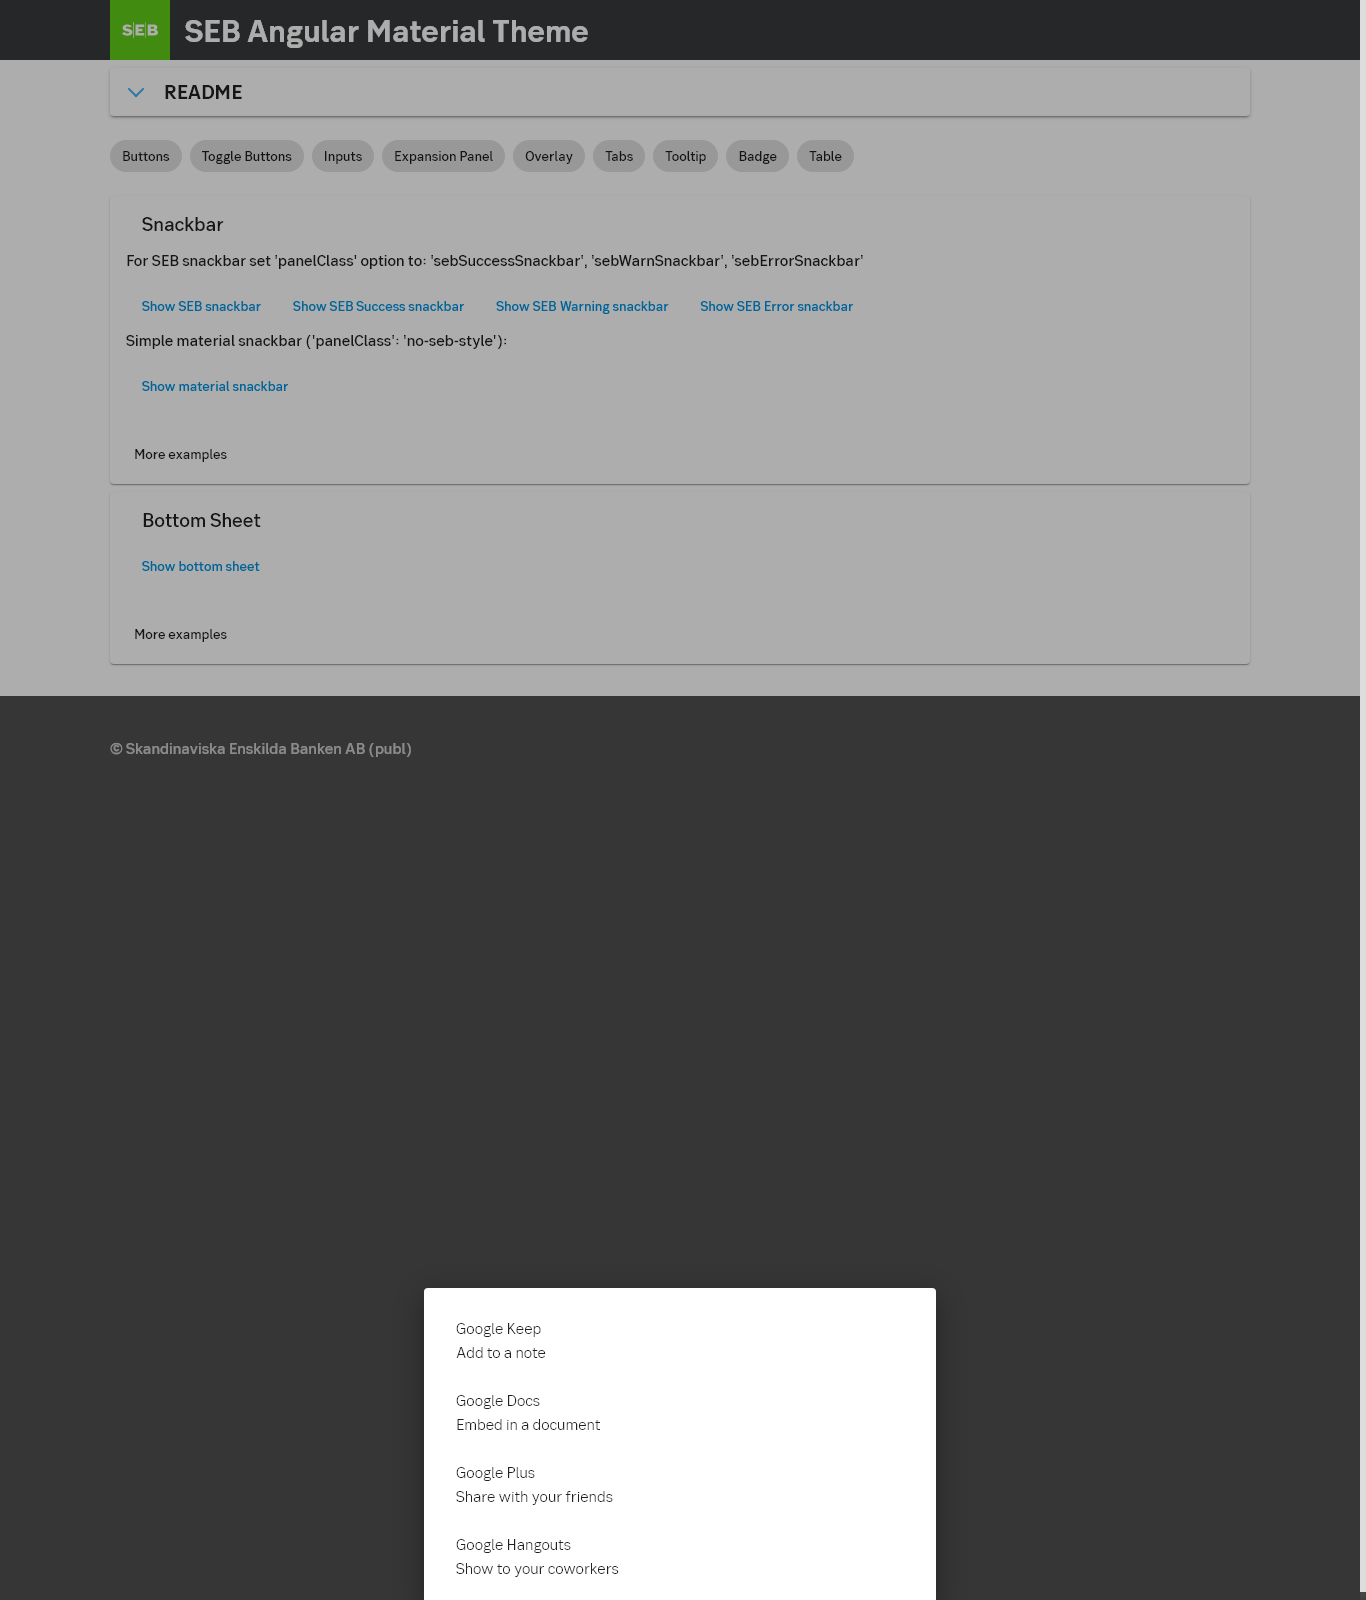 SEB
SEB Angular Material Theme
README
Buttons
Toggle Buttons
Inputs
Expansion Panel
Overlay
Tabs
Tooltip
Badge
Table
Snackbar
For SEB snackbar set 'panelClass' option to: 'sebSuccessSnackbar', 'sebWarnSnackbar', 'sebErrorSnackbar'
Show SEB snackbar
Show SEB Success snackbar
Show SEB Warning snackbar
Show SEB Error snackbar
Simple material snackbar ('panelClass': 'no-seb-style'):
Show material snackbar
More examples
Bottom Sheet
Show bottom sheet
More examples
© Skandinaviska Enskilda Banken AB (publ)
Google Keep
Add to a note
Google Docs
Embed in a document
Google Plus
Share with your friends
Google Hangouts
Show to your coworkers